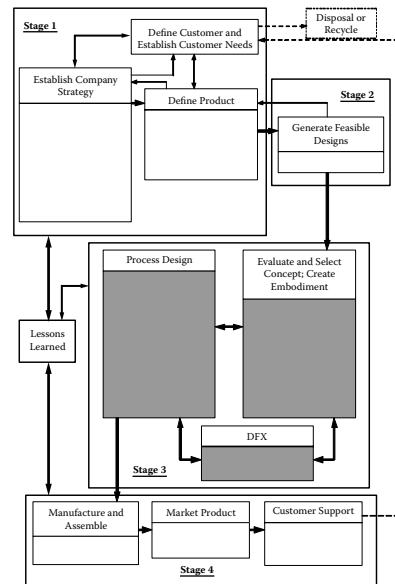 Stage 1
Define Customer and
Establish Customer Needs
Disposal or
Recycle
Establish Company
Strategy
Define Product
Stage 2
Generate Feasible
Designs
Process Design
Evaluate and Select
Concept; Create
Embodiment
Lessons
Learned
DFX
Stage 3
Manufacture and
Assemble
Market Product
Customer Support
Stage 4